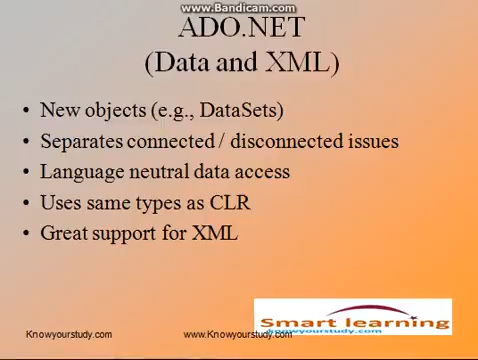 www.Bandicam.com
ADO.NET
(Data and XML)
• New objects (e.g., DataSets)
• Separates connected / disconnected issues
• Language neutral data access
• Uses same types as CLR
• Great support for XML
Smart learning
knowyourstudy.com
Knowyourstudy.com
www.Knowyourstudy.com